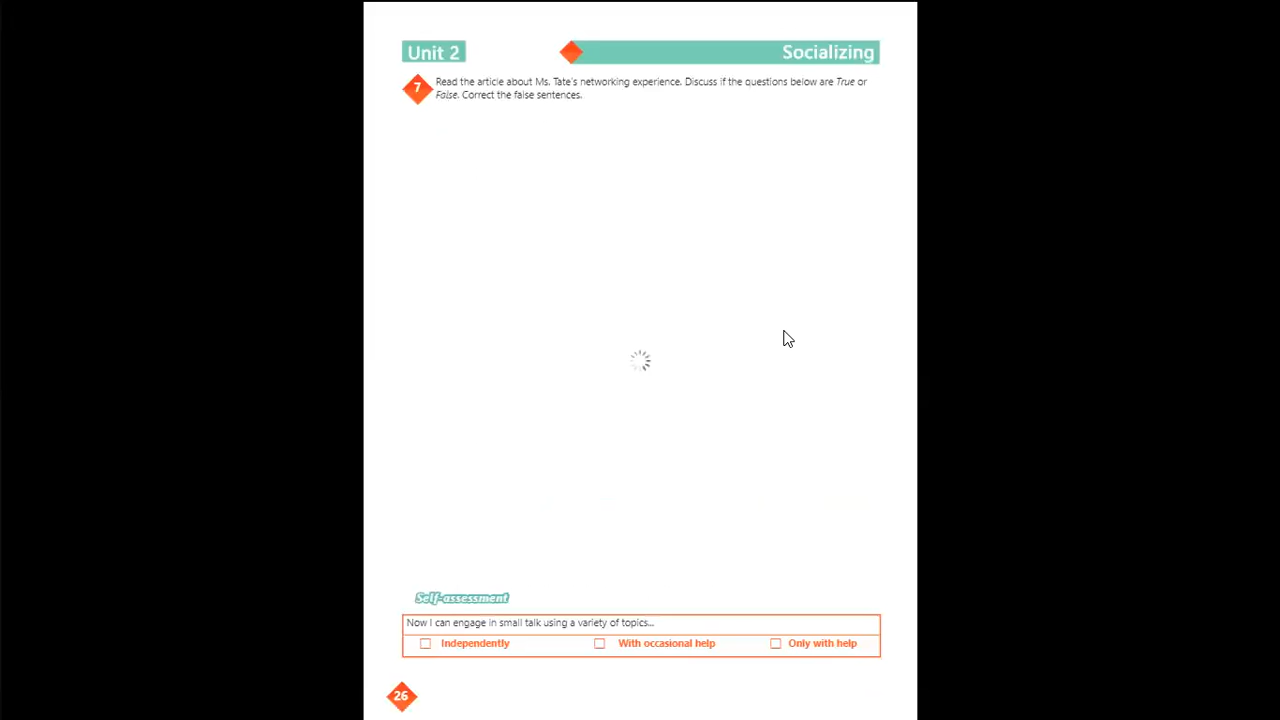 Unit 2
Socializing
7
Read the article about Ms. Tate's networking experience. Discuss if the questions below are True or
False. Correct the false sentences.
Self-assessment
Now I can engage in small talk using a variety of topics...
Independently
With occasional help
Only with help
26